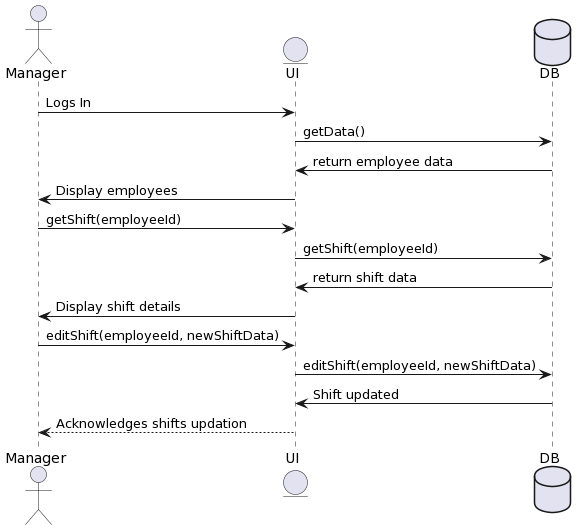 Manager
UI
DB
Logs In
getData()
return employee data
Display employees
getShift(employeeId)
getShift(employeeId)
return shift data
Display shift details
editShift(employeeId, newShiftData)
editShift(employeeId, newShiftData)
Shift updated
Acknowledges shifts updation
Manager
UI
DB